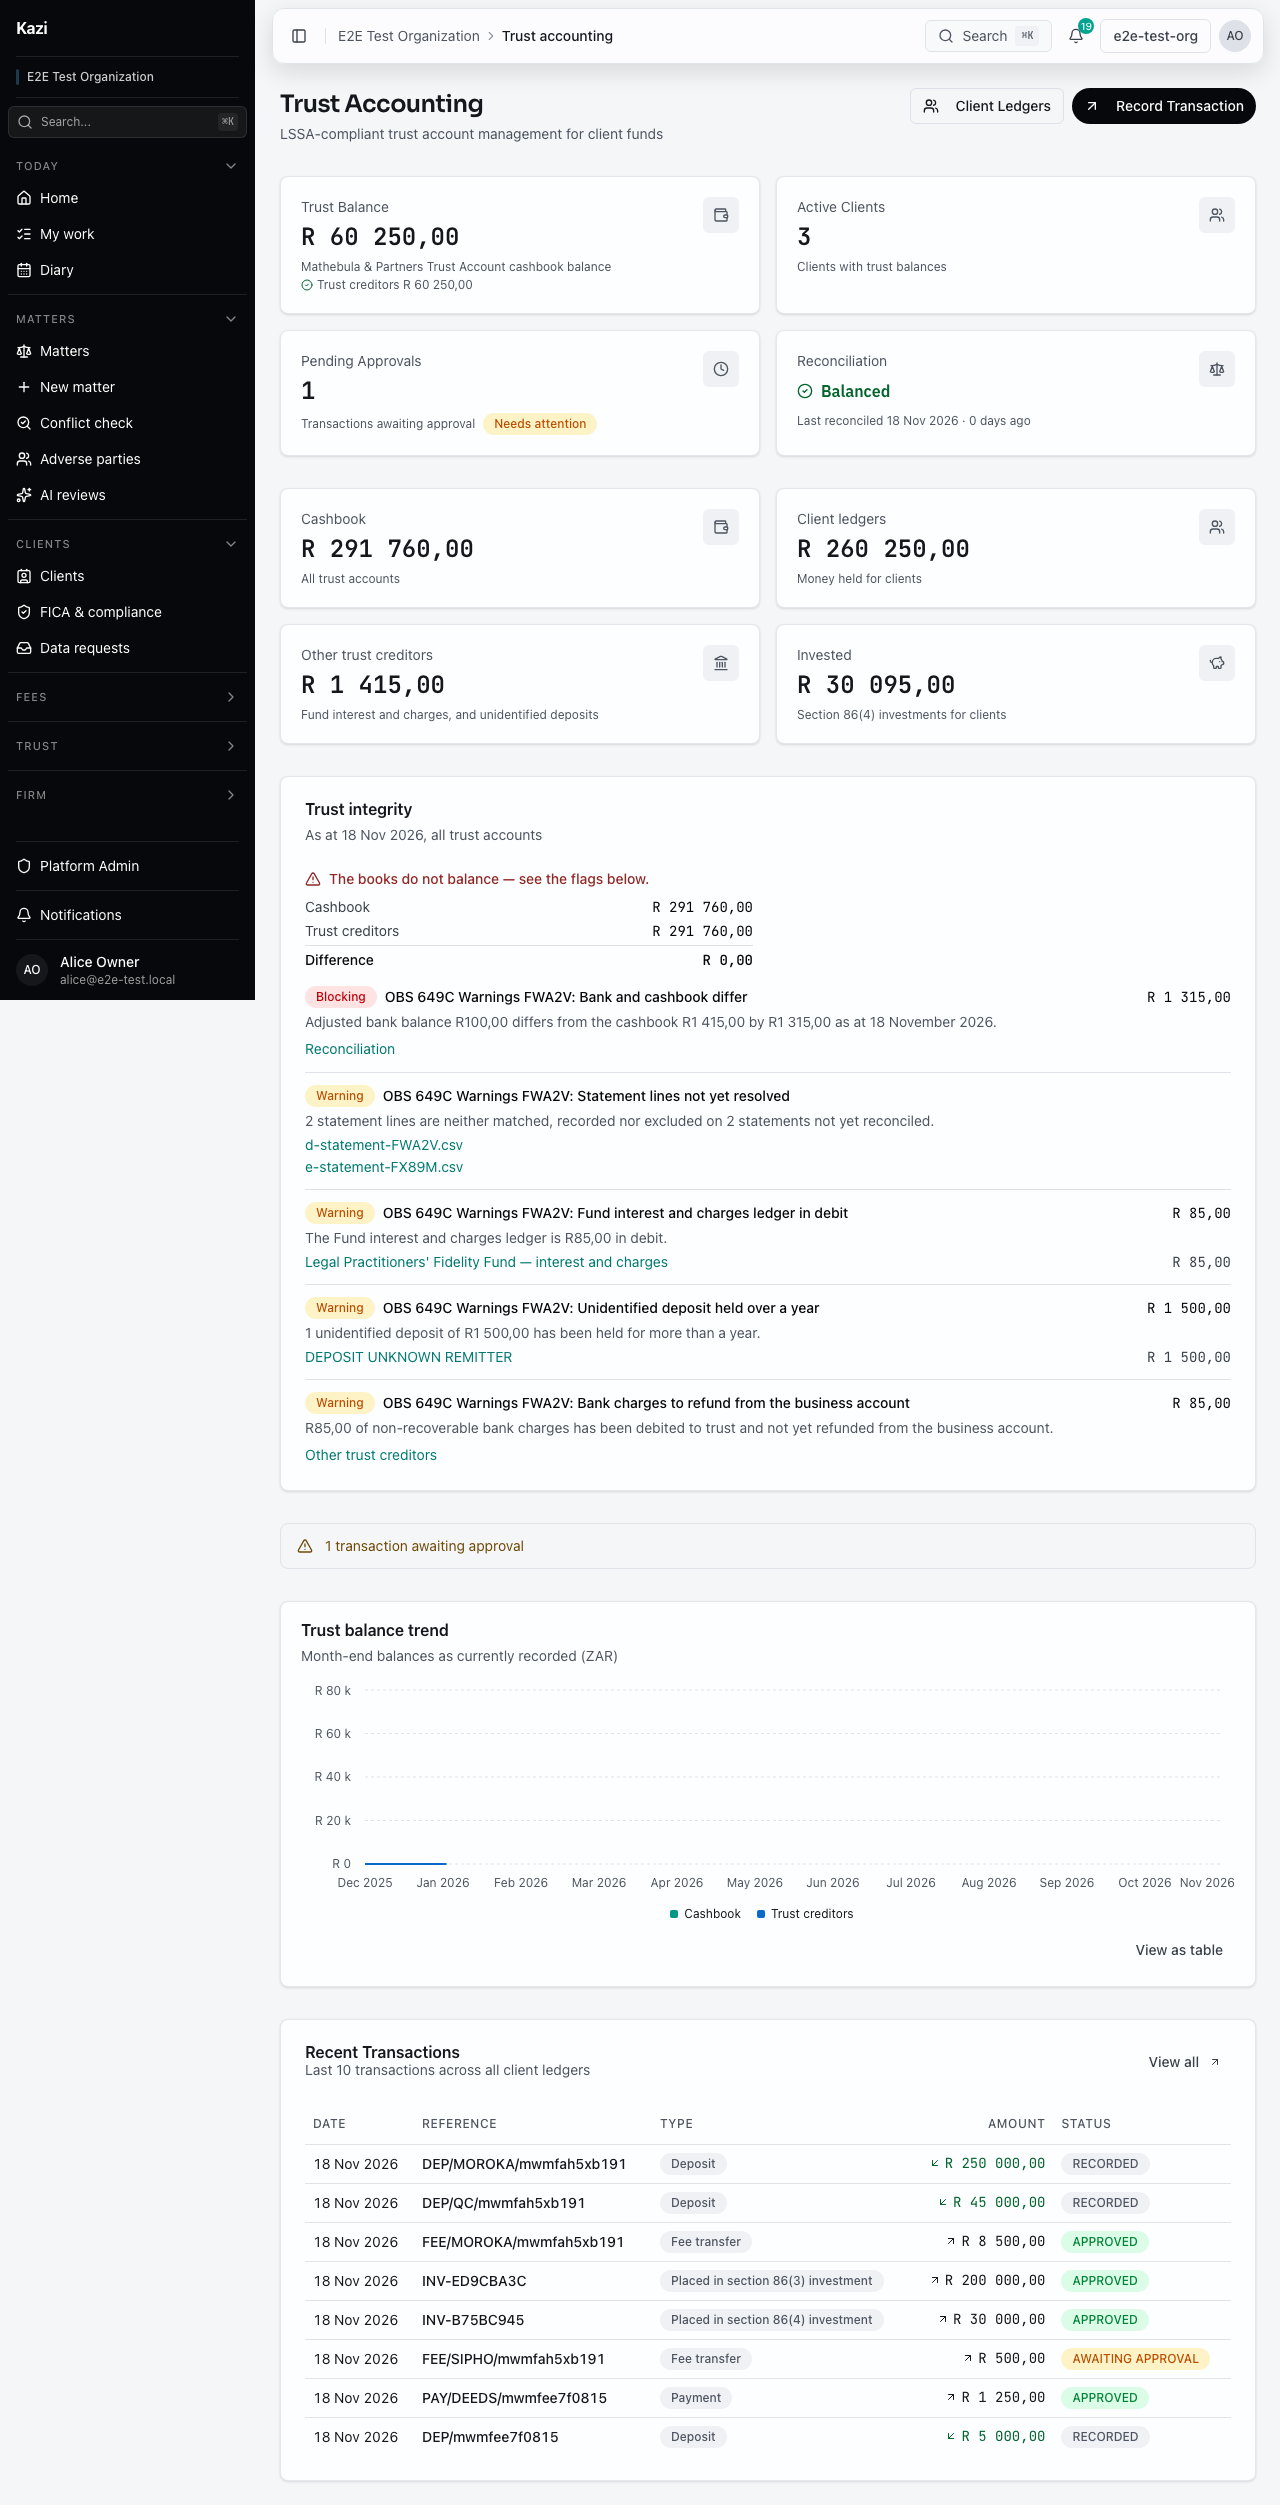 Kazi
E2E Test Organization
Search...
⌘K
TODAY
Home
My work
Diary
MATTERS
Matters
New matter
Conflict check
Adverse parties
AI reviews
CLIENTS
Clients
FICA & compliance
Data requests
FEES
TRUST
FIRM
Platform Admin
Notifications
AO
Alice Owner
alice@e2e-test.local
E2E Test Organization > Trust accounting
Search ⌘K
19
e2e-test-org
AO
Trust Accounting
LSSA-compliant trust account management for client funds
Client Ledgers
Record Transaction
Trust Balance
R 60 250,00
Mathebula & Partners Trust Account cashbook balance
Trust creditors R 60 250,00
Active Clients
3
Clients with trust balances
Pending Approvals
1
Transactions awaiting approval Needs attention
Reconciliation
Balanced
Last reconciled 18 Nov 2026 · 0 days ago
Cashbook
R 291 760,00
All trust accounts
Client ledgers
R 260 250,00
Money held for clients
Other trust creditors
R 1 415,00
Fund interest and charges, and unidentified deposits
Invested
R 30 095,00
Section 86(4) investments for clients
Trust integrity
As at 18 Nov 2026, all trust accounts
The books do not balance — see the flags below.
Cashbook R 291 760,00
Trust creditors R 291 760,00
Difference R 0,00
Blocking OBS 649C Warnings FWA2V: Bank and cashbook differ R 1 315,00
Adjusted bank balance R100,00 differs from the cashbook R1 415,00 by R1 315,00 as at 18 November 2026.
Reconciliation
Warning OBS 649C Warnings FWA2V: Statement lines not yet resolved
2 statement lines are neither matched, recorded nor excluded on 2 statements not yet reconciled.
d-statement-FWA2V.csv
e-statement-FX89M.csv
Warning OBS 649C Warnings FWA2V: Fund interest and charges ledger in debit R 85,00
The Fund interest and charges ledger is R85,00 in debit.
Legal Practitioners' Fidelity Fund — interest and charges R 85,00
Warning OBS 649C Warnings FWA2V: Unidentified deposit held over a year R 1 500,00
1 unidentified deposit of R1 500,00 has been held for more than a year.
DEPOSIT UNKNOWN REMITTER R 1 500,00
Warning OBS 649C Warnings FWA2V: Bank charges to refund from the business account R 85,00
R85,00 of non-recoverable bank charges has been debited to trust and not yet refunded from the business account.
Other trust creditors
1 transaction awaiting approval
Trust balance trend
Month-end balances as currently recorded (ZAR)
R 80 k
R 60 k
R 40 k
R 20 k
R 0
Dec 2025 Jan 2026 Feb 2026 Mar 2026 Apr 2026 May 2026 Jun 2026 Jul 2026 Aug 2026 Sep 2026 Oct 2026 Nov 2026
Cashbook Trust creditors
View as table
Recent Transactions
Last 10 transactions across all client ledgers
View all
DATE REFERENCE TYPE AMOUNT STATUS
18 Nov 2026 DEP/MOROKA/mwmfah5xb191 Deposit R 250 000,00 RECORDED
18 Nov 2026 DEP/QC/mwmfah5xb191 Deposit R 45 000,00 RECORDED
18 Nov 2026 FEE/MOROKA/mwmfah5xb191 Fee transfer R 8 500,00 APPROVED
18 Nov 2026 INV-ED9CBA3C Placed in section 86(3) investment R 200 000,00 APPROVED
18 Nov 2026 INV-B75BC945 Placed in section 86(4) investment R 30 000,00 APPROVED
18 Nov 2026 FEE/SIPHO/mwmfah5xb191 Fee transfer R 500,00 AWAITING APPROVAL
18 Nov 2026 PAY/DEEDS/mwmfee7f0815 Payment R 1 250,00 APPROVED
18 Nov 2026 DEP/mwmfee7f0815 Deposit R 5 000,00 RECORDED